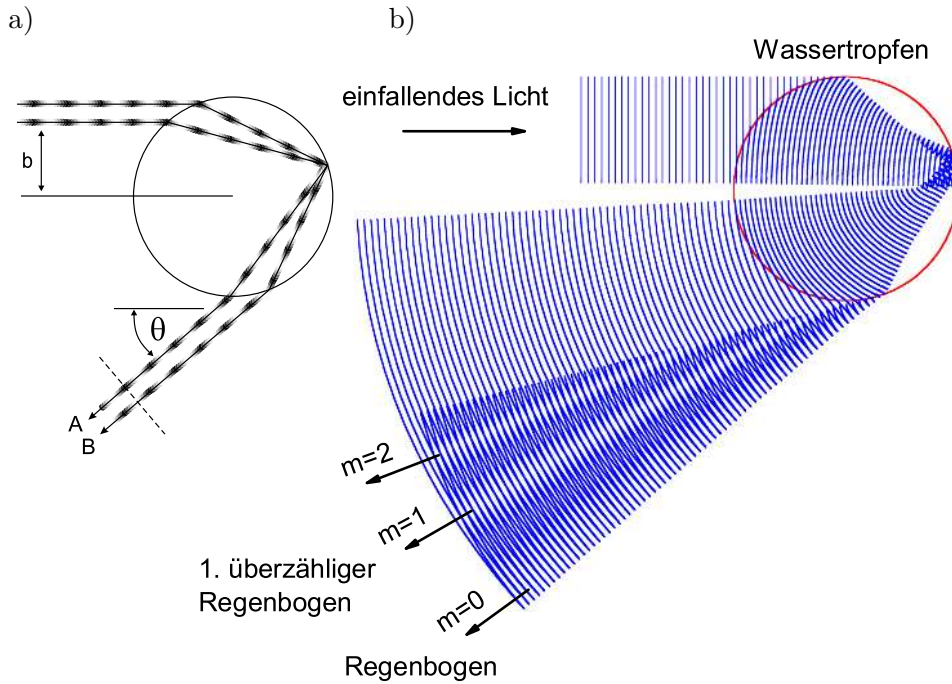 a)
b)
b
θ
A
B
einfallendes Licht
Wassertropfen
m=2
m=1
1. überzähliger
Regenbogen
m=0
Regenbogen